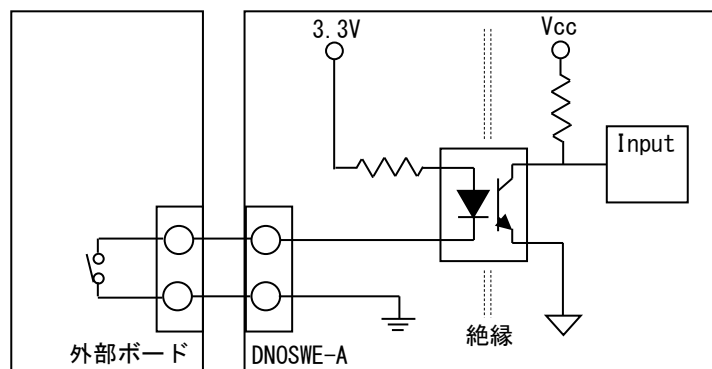 3.3V
Vcc
Input
絶縁
外部ボード
DNOSWE-A